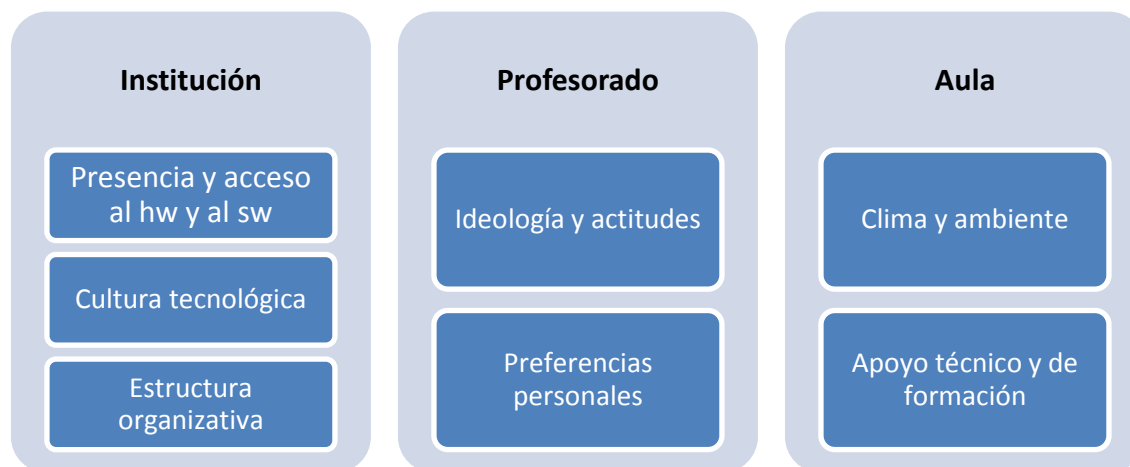 Institución
Presencia y acceso
al hw y al sw
Cultura tecnológica
Estructura
organizativa
Profesorado
Ideología y actitudes
Preferencias
personales
Aula
Clima y ambiente
Apoyo técnico y de
formación